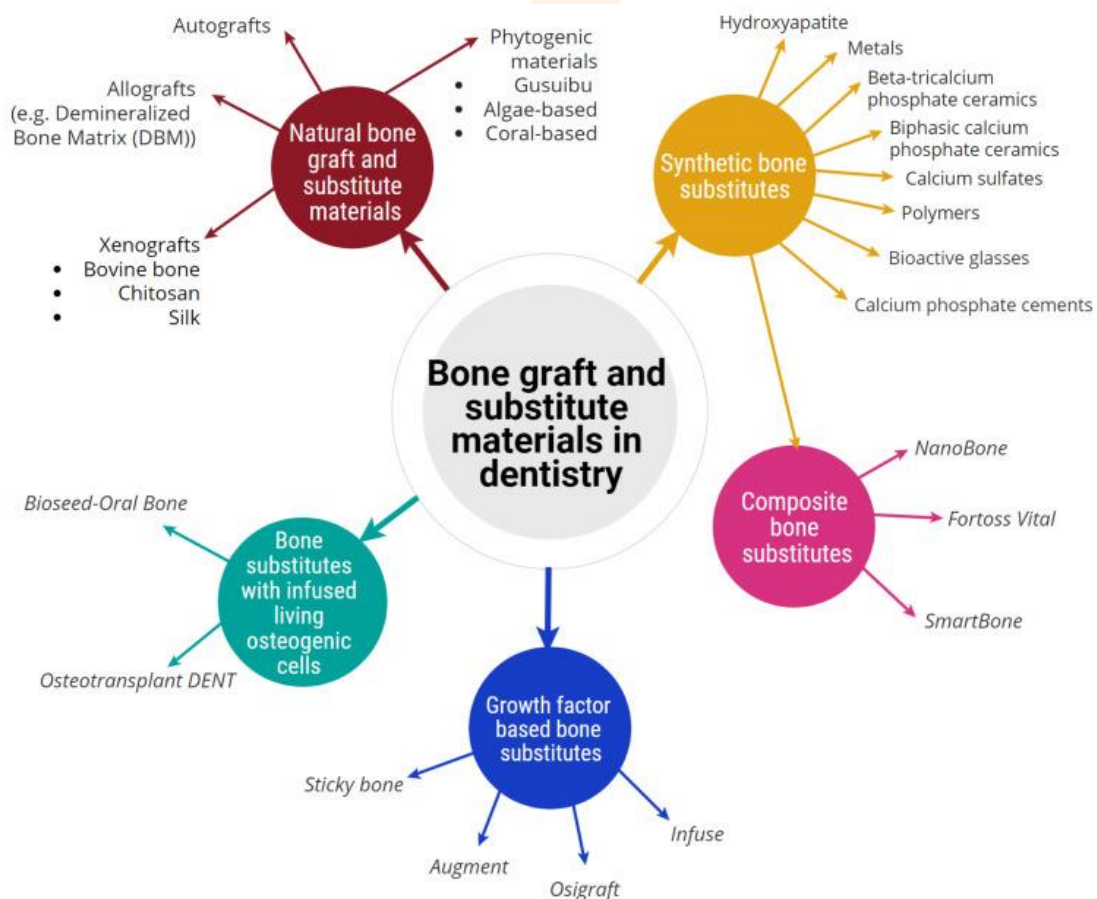 Autografts
Phytogenic
materials
• Gusuibu
• Algae-based
• Coral-based
Allografts
(e.g. Demineralized
Bone Matrix (DBM))
Natural bone
graft and
substitute
materials
Xenografts
• Bovine bone
• Chitosan
• Silk
Hydroxyapatite
Metals
Beta-tricalcium
phosphate ceramics
Biphasic calcium
phosphate ceramics
Calcium sulfates
Polymers
Bioactive glasses
Calcium phosphate cements
Synthetic bone
substitutes
Bone graft and
substitute
materials in
dentistry
NanoBone
Fortoss Vital
SmartBone
Composite
bone
substitutes
Bioseed-Oral Bone
Bone
substitutes
with infused
living
osteogenic
cells
Osteotransplant DENT
Growth factor
based bone
substitutes
Sticky bone
Augment
Osigraft
Infuse